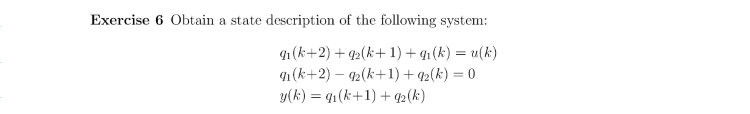 Exercise 6 Obtain a state description of the following system:
q₁(k+2) + q₂(k+1) + q₁(k) = u(k)
q₁(k+2) − q₂(k+1) + q₂(k) = 0
y(k) = q₁(k+1) + q₂(k)